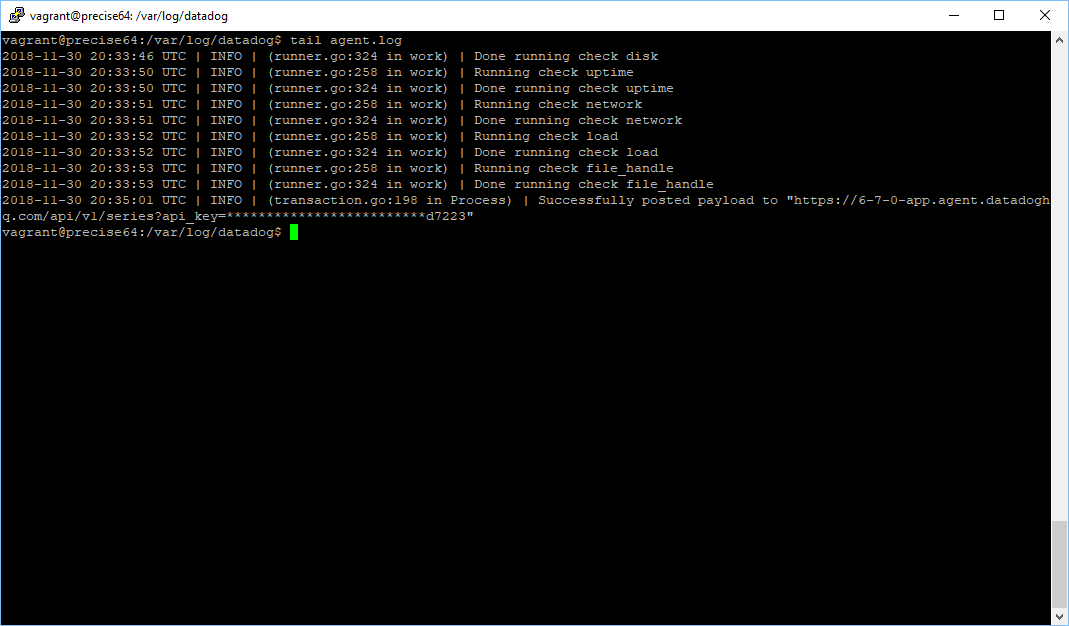 vagrant@precise64: /var/log/datadog
vagrant@precise64:/var/log/datadog$ tail agent.log
2018-11-30 20:33:46 UTC | INFO | (runner.go:324 in work) | Done running check disk
2018-11-30 20:33:50 UTC | INFO | (runner.go:258 in work) | Running check uptime
2018-11-30 20:33:50 UTC | INFO | (runner.go:324 in work) | Done running check uptime
2018-11-30 20:33:51 UTC | INFO | (runner.go:258 in work) | Running check network
2018-11-30 20:33:51 UTC | INFO | (runner.go:324 in work) | Done running check network
2018-11-30 20:33:52 UTC | INFO | (runner.go:258 in work) | Running check load
2018-11-30 20:33:52 UTC | INFO | (runner.go:324 in work) | Done running check load
2018-11-30 20:33:53 UTC | INFO | (runner.go:258 in work) | Running check file_handle
2018-11-30 20:33:53 UTC | INFO | (runner.go:324 in work) | Done running check file_handle
2018-11-30 20:35:01 UTC | INFO | (transaction.go:198 in Process) | Successfully posted payload to "https://6-7-0-app.agent.datadogh
q.com/api/v1/series?api_key=*************************d7223"
vagrant@precise64:/var/log/datadog$